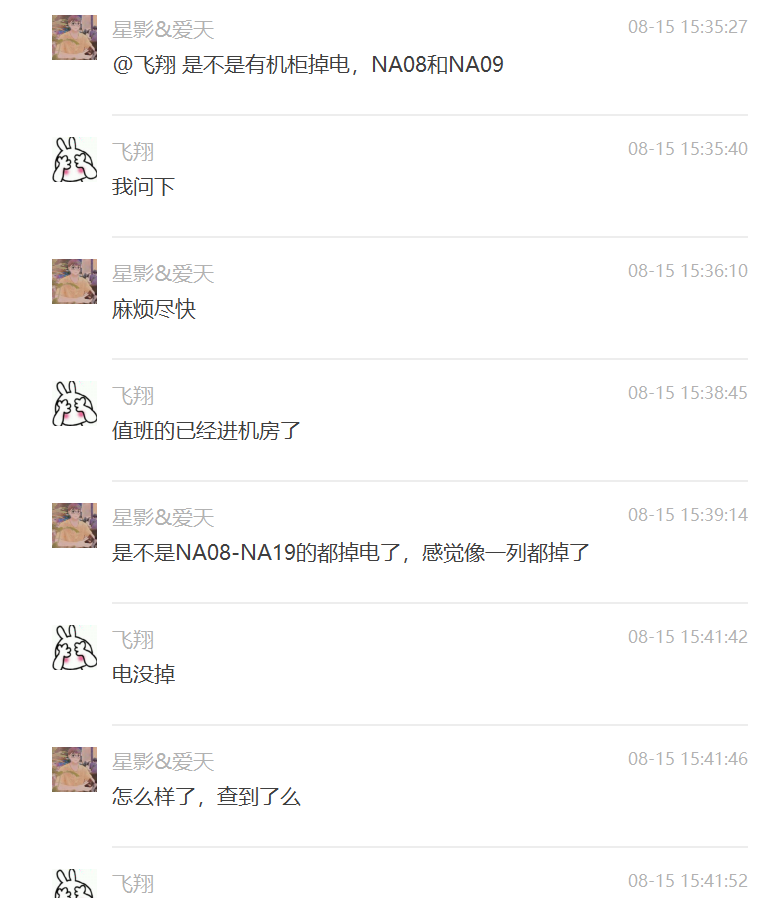 星影&爱天
08-15 15:35:27
@飞翔 是不是有机柜掉电，NA08和NA09
飞翔
08-15 15:35:40
我问下
星影&爱天
08-15 15:36:10
麻烦尽快
飞翔
08-15 15:38:45
值班的已经进机房了
星影&爱天
08-15 15:39:14
是不是NA08-NA19的都掉电了，感觉像一列都掉了
飞翔
08-15 15:41:42
电没掉
星影&爱天
08-15 15:41:46
怎么样了，查到了么
飞翔
08-15 15:41:52